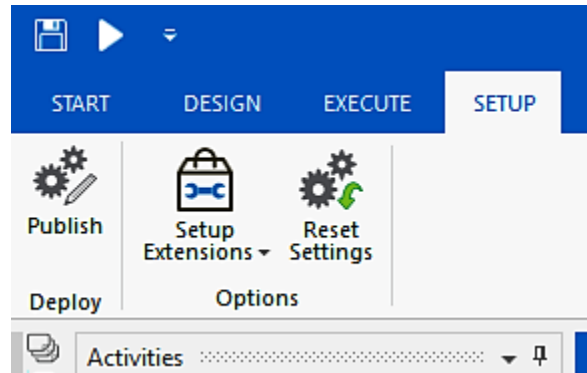 START DESIGN EXECUTE SETUP
Publish
Setup
Extensions
Reset
Settings
Deploy
Options
Activities